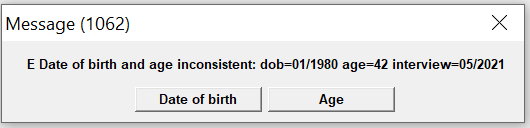 Message (1062)
E Date of birth and age inconsistent: dob=01/1980 age=42 interview=05/2021
Date of birth
Age